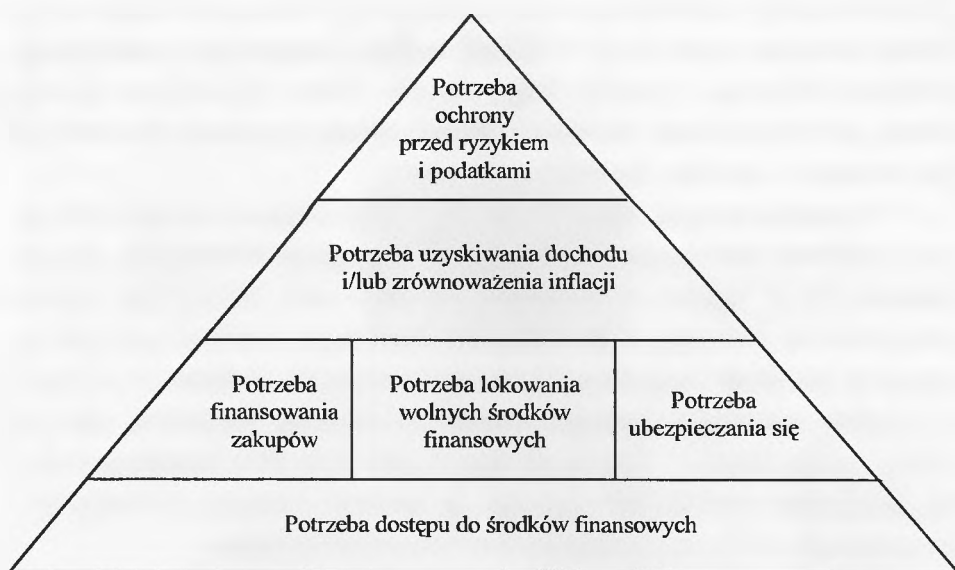 Potrzeba
ochrony
przed ryzykiem
i podatkami
Potrzeba uzyskiwania dochodu
i/lub zrównoważenia inflacji
Potrzeba
finansowania
zakupów
Potrzeba lokowania
wolnych środków
finansowych
Potrzeba
ubezpieczania się
Potrzeba dostępu do środków finansowych